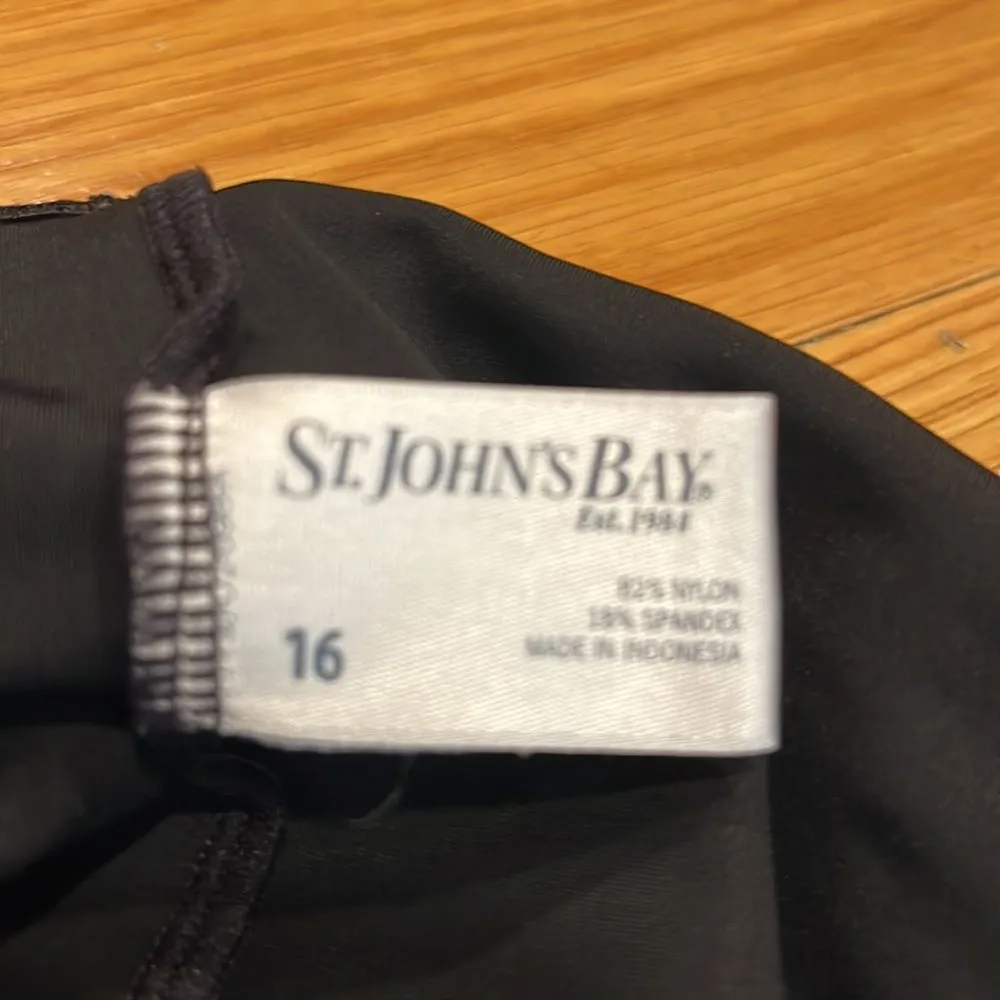 ST. JOHN'S BAY®
Est. 1984
16
82% NYLON
18% SPANDEX
MADE IN INDONESIA